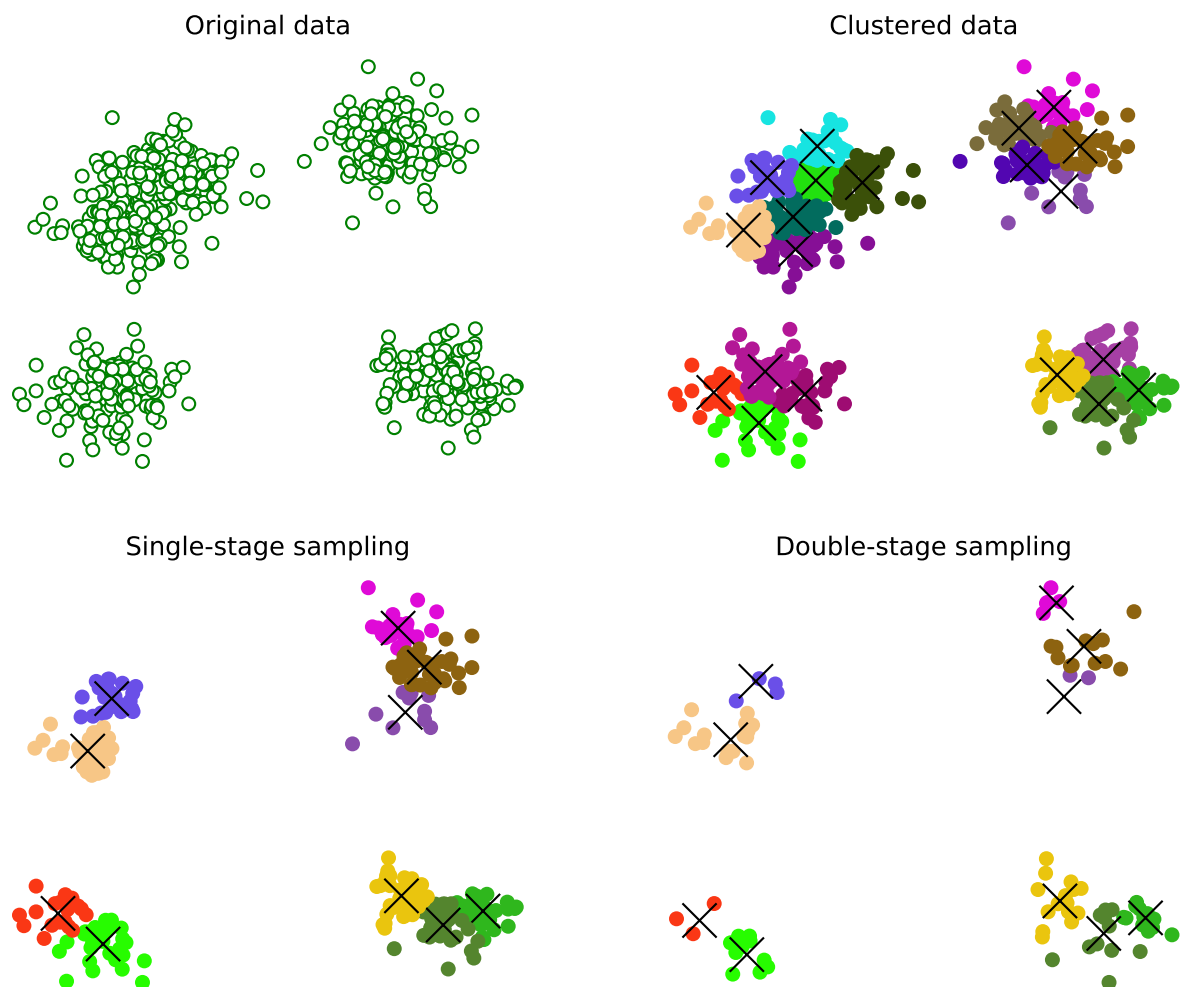 Original data
Clustered data
Single-stage sampling
Double-stage sampling